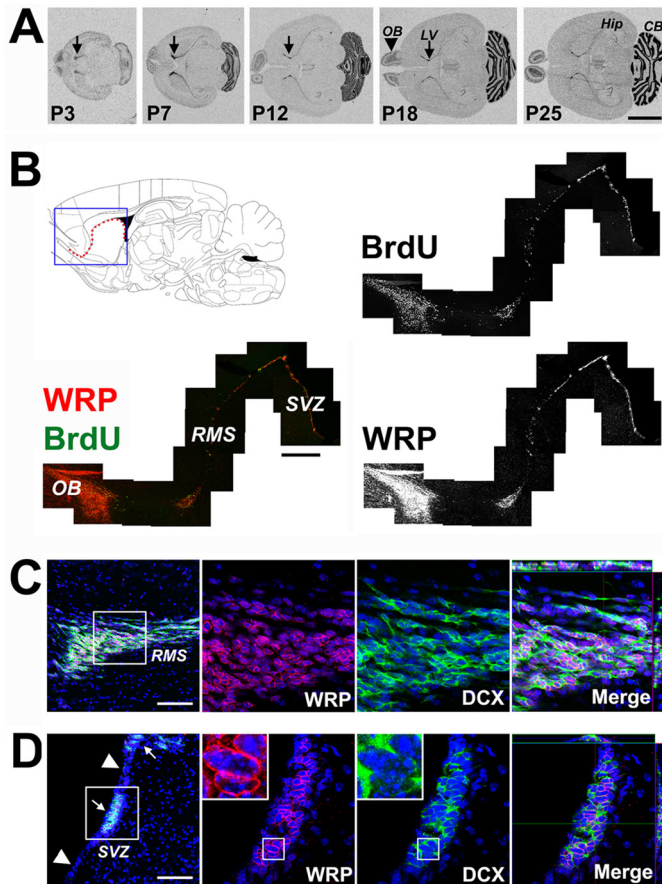 A
OB
LV
Hip
CB
P3
P7
P12
P18
P25
B
BrdU
WRP
BrdU
RMS
SVZ
OB
WRP
C
RMS
WRP
DCX
Merge
D
SVZ
WRP
DCX
Merge